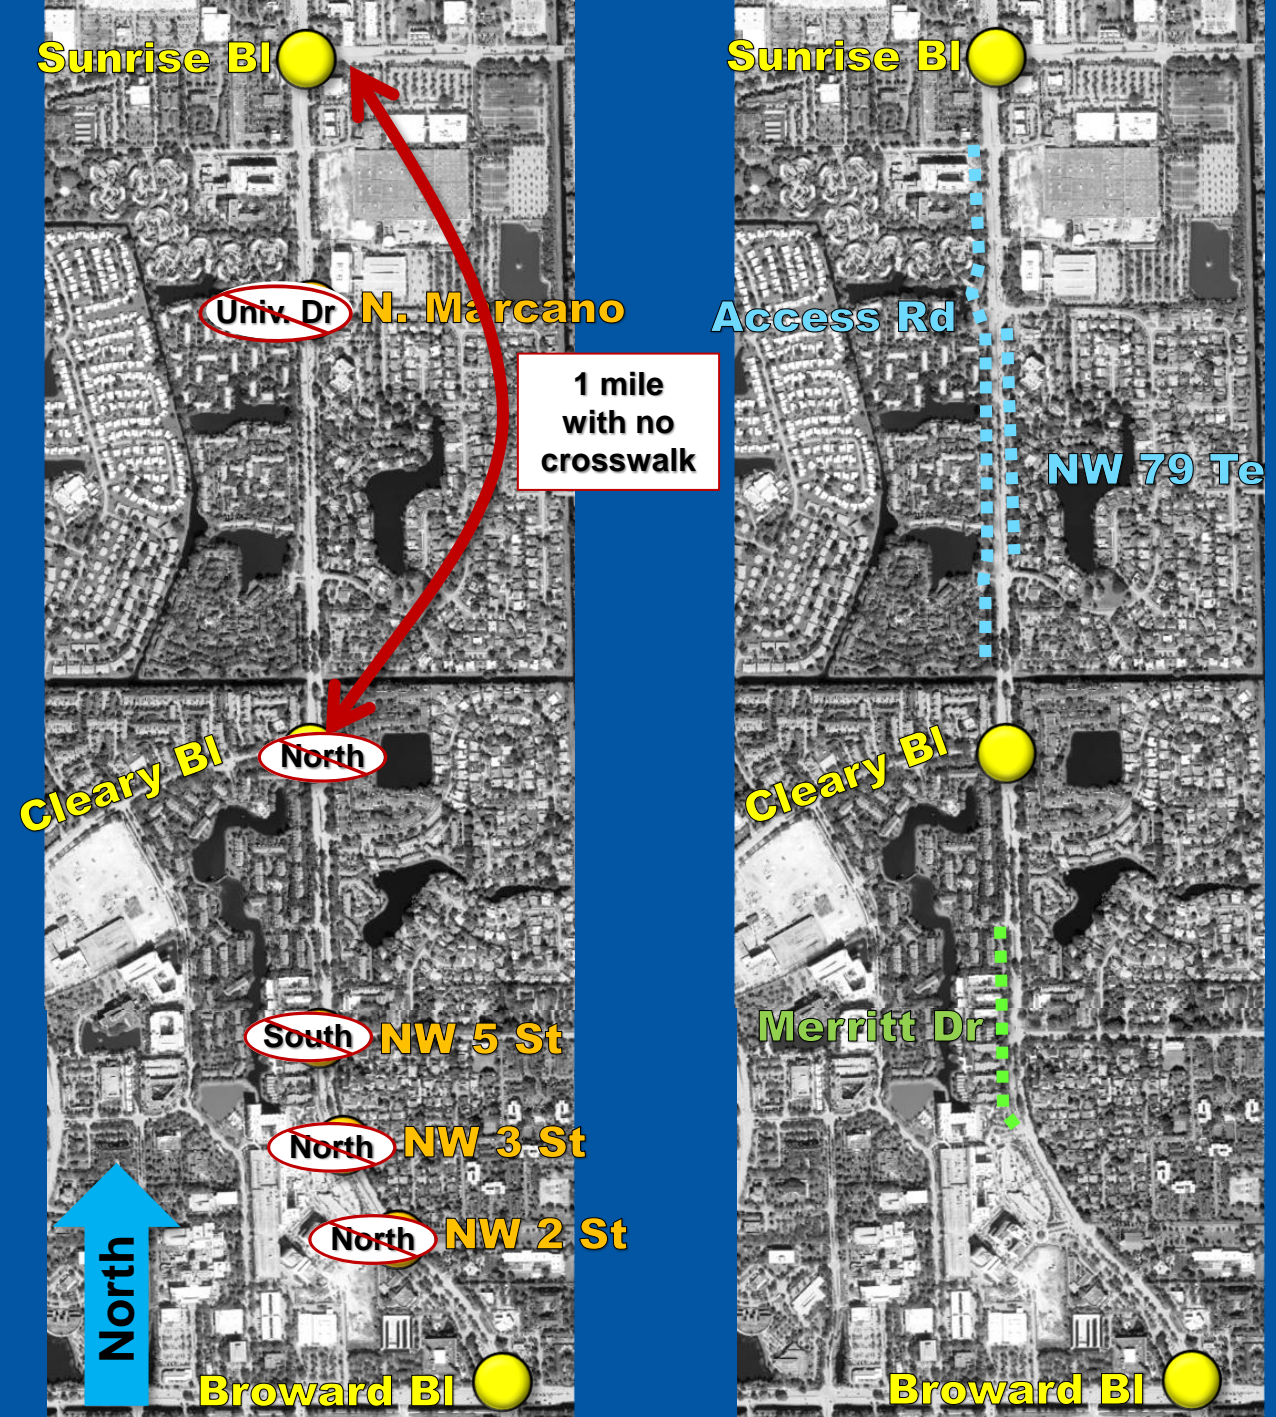 Sunrise Bl
Univ. Dr
N. Marcano
1 mile
with no
crosswalk
North
Cleary Bl
South
NW 5 St
North
NW 3 St
North
NW 2 St
North
Broward Bl
Sunrise Bl
Access Rd
NW 79 Te
Cleary Bl
Merritt Dr
Broward Bl